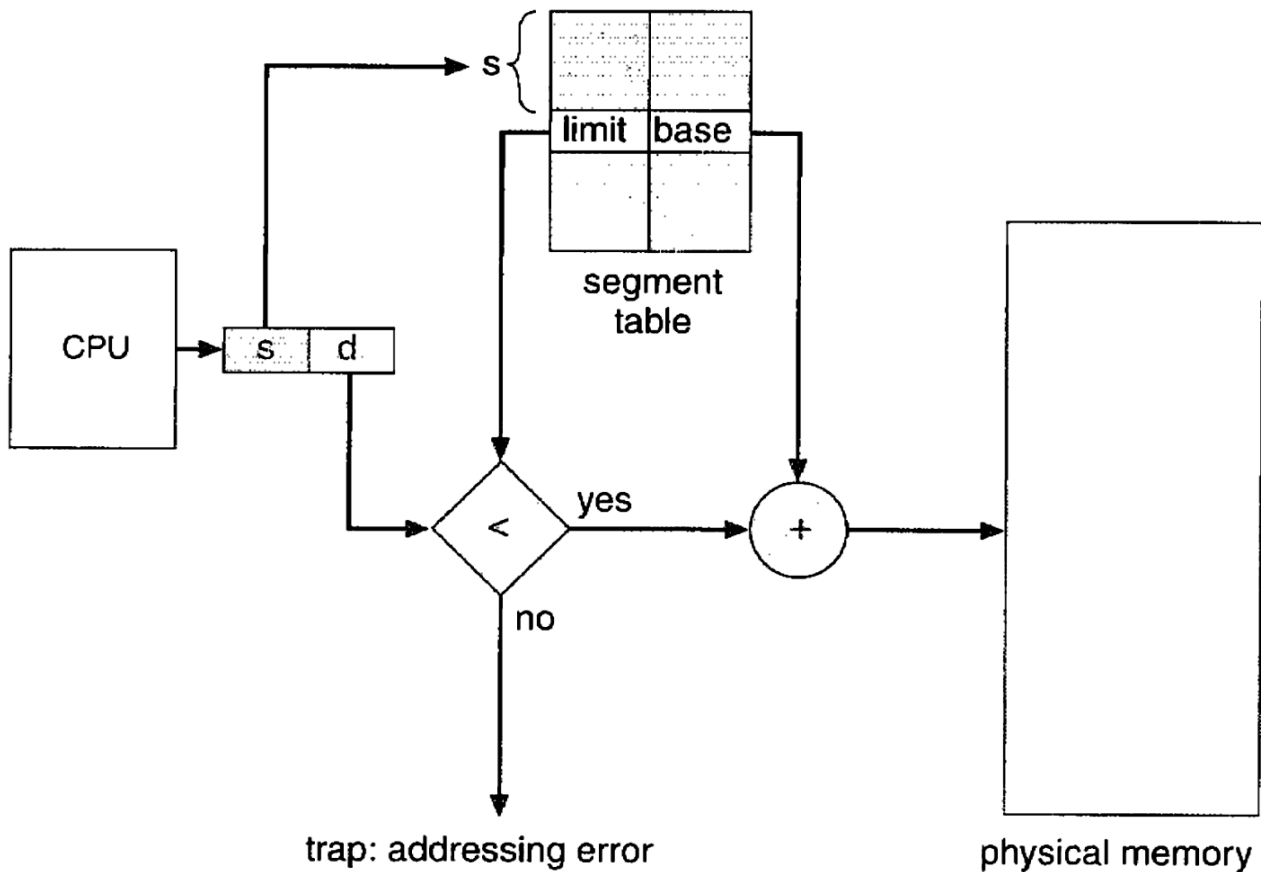 s
limit base
segment
table
CPU
s d
<
yes
+
no
trap: addressing error
physical memory